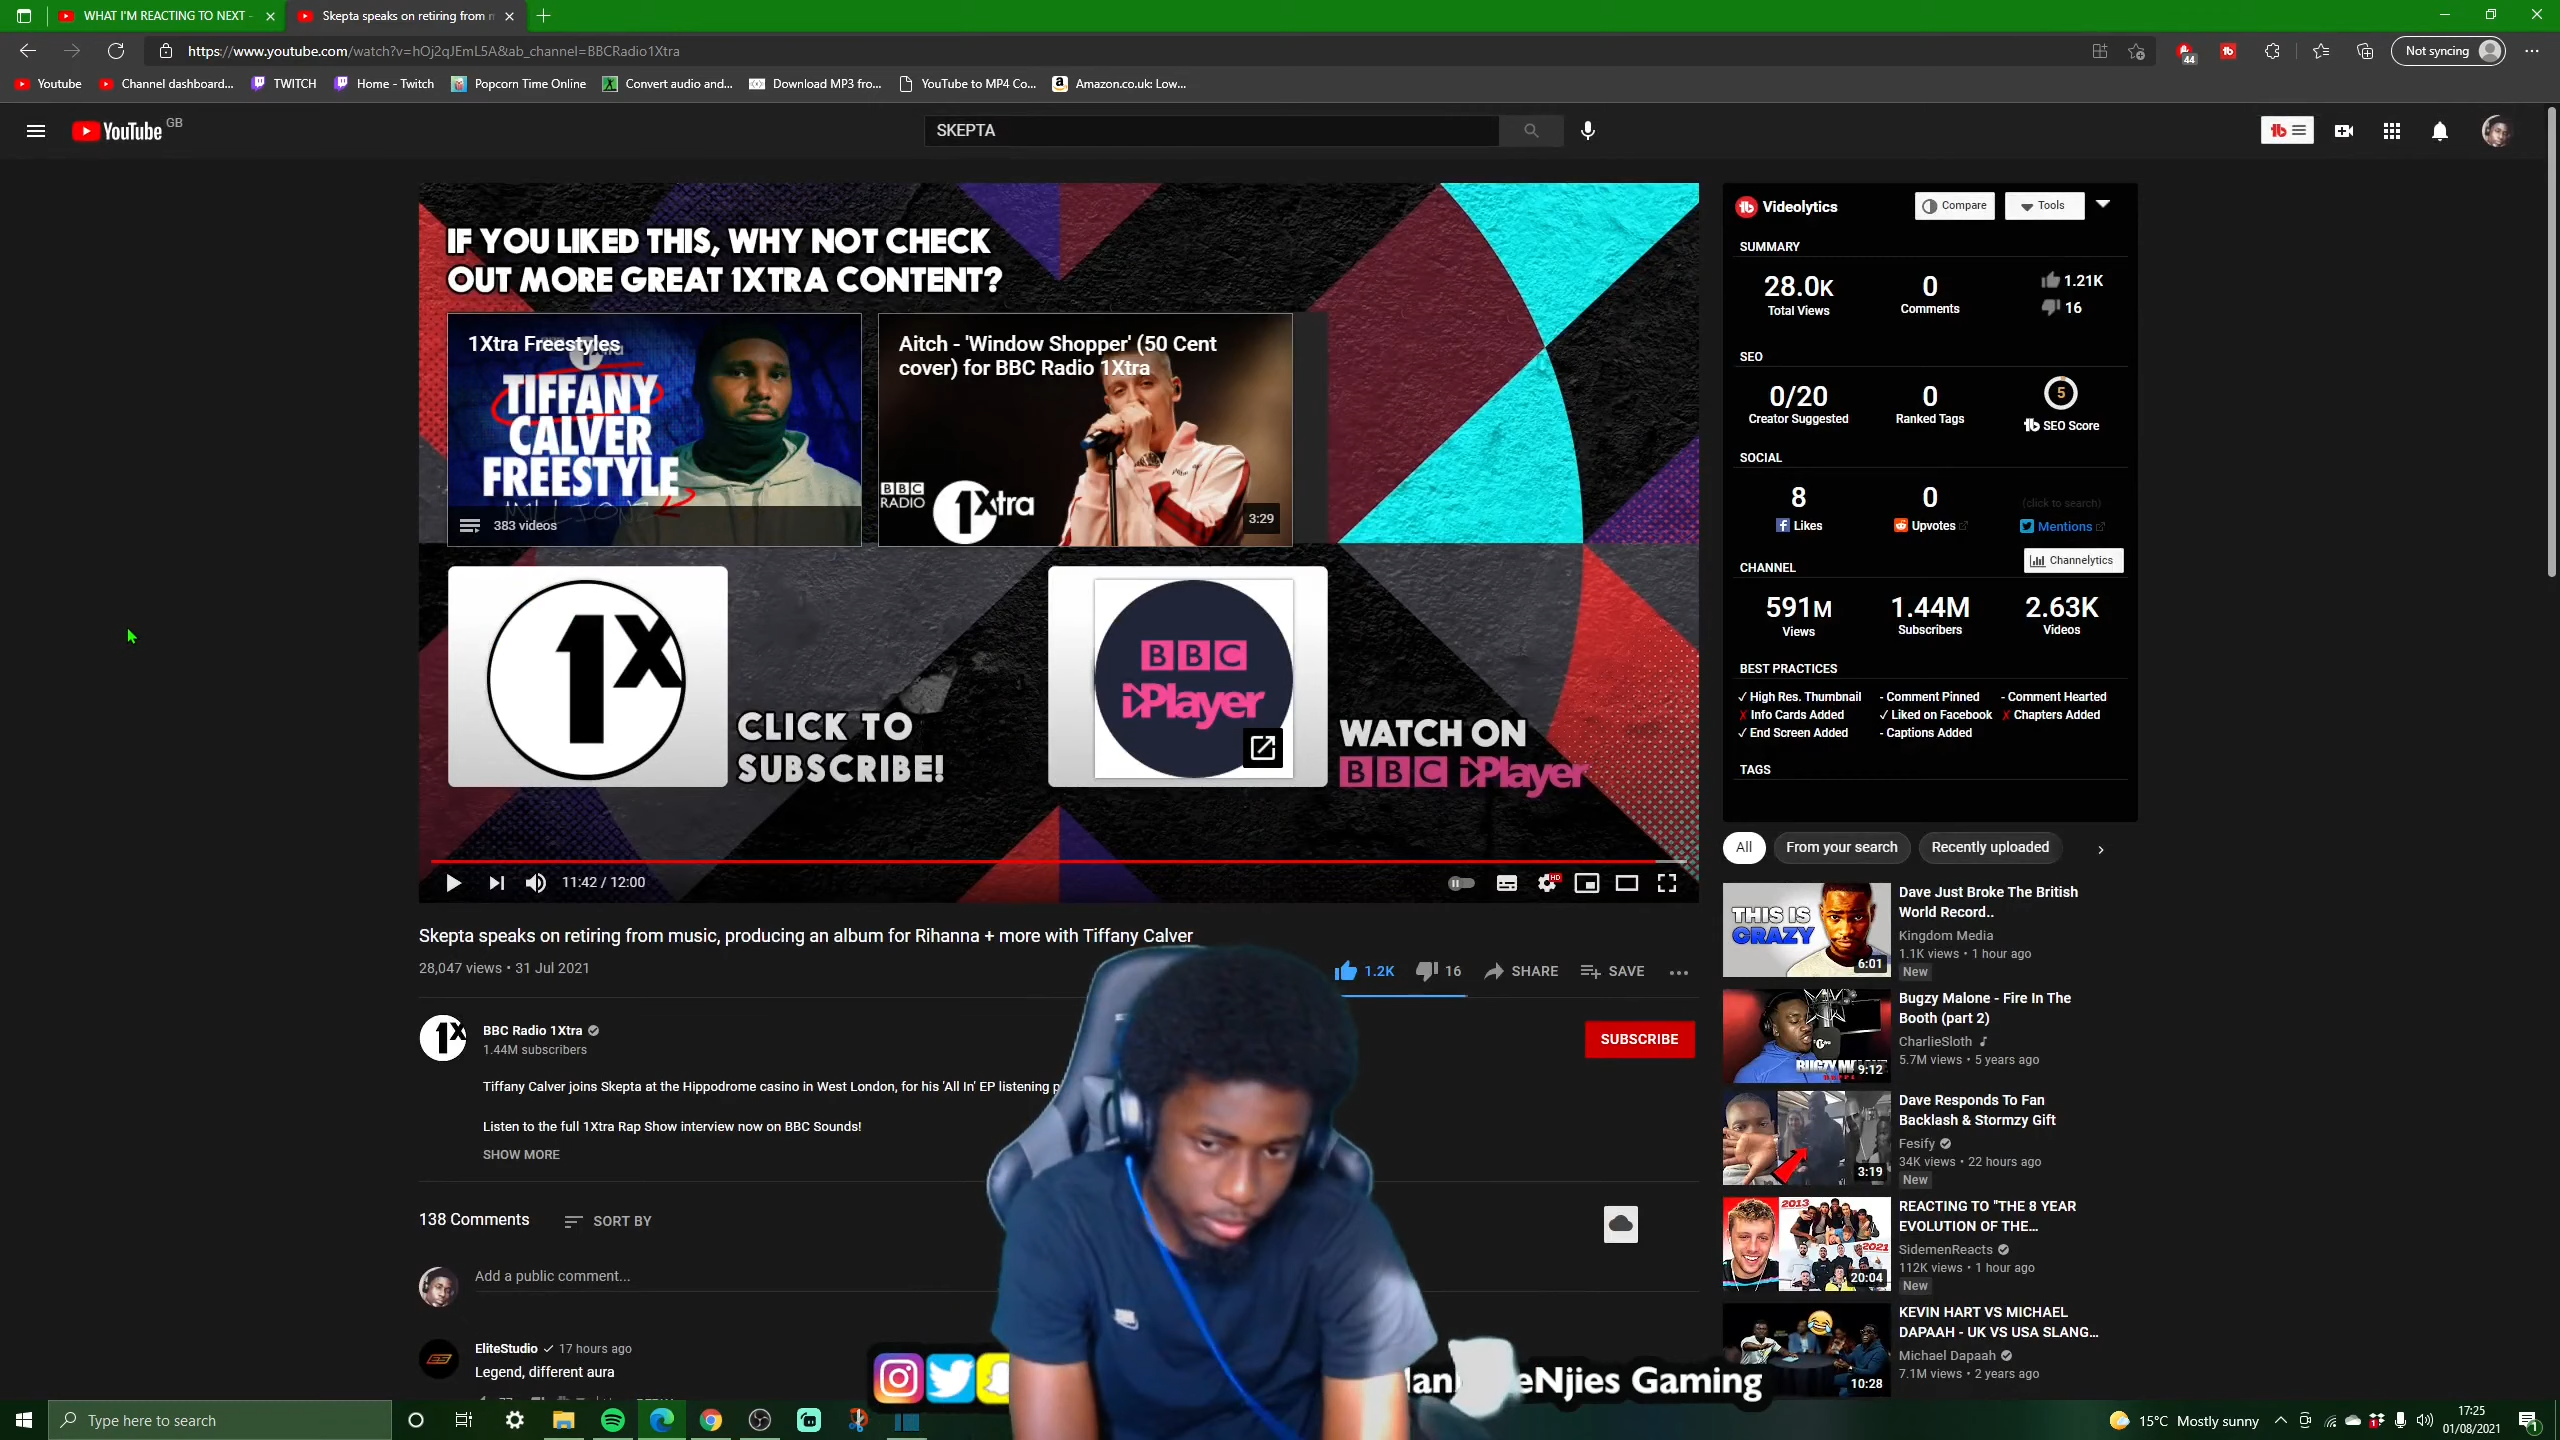 WHAT I'M REACTING TO NEXT -
Skepta speaks on retiring from m
https://www.youtube.com/watch?v=hOj2qJEmL5A&ab_channel=BBCRadio1Xtra
44
Not syncing
Youtube
Channel dashboard...
TWITCH
Home - Twitch
Popcorn Time Online
Convert audio and...
Download MP3 fro...
YouTube to MP4 Co...
Amazon.co.uk: Low...
YouTube GB
SKEPTA
IF YOU LIKED THIS, WHY NOT CHECK
OUT MORE GREAT 1XTRA CONTENT?
1Xtra Freestyles
TIFFANY
CALVER
FREESTYLE
383 videos
Aitch - 'Window Shopper' (50 Cent
cover) for BBC Radio 1Xtra
BBC
RADIO
1Xtra
3:29
1X
CLICK TO
SUBSCRIBE!
BBC
iPlayer
WATCH ON
BBC iPlayer
11:42 / 12:00
HD
Skepta speaks on retiring from music, producing an album for Rihanna + more with Tiffany Calver
28,047 views • 31 Jul 2021
1.2K
16
SHARE
SAVE
1X
BBC Radio 1Xtra
1.44M subscribers
SUBSCRIBE
Tiffany Calver joins Skepta at the Hippodrome casino in West London, for his 'All In' EP listening p
Listen to the full 1Xtra Rap Show interview now on BBC Sounds!
SHOW MORE
138 Comments
SORT BY
Add a public comment...
EliteStudio ✓ 17 hours ago
Legend, different aura
eNjies Gaming
Videolytics
Compare
Tools
SUMMARY
28.0K
Total Views
0
Comments
1.21K
16
SEO
0/20
Creator Suggested
0
Ranked Tags
5
SEO Score
SOCIAL
8
Likes
0
Upvotes
(click to search)
Mentions
CHANNEL
Channelytics
591M
Views
1.44M
Subscribers
2.63K
Videos
BEST PRACTICES
✓ High Res. Thumbnail
- Comment Pinned
- Comment Hearted
✗ Info Cards Added
✓ Liked on Facebook
✗ Chapters Added
✓ End Screen Added
- Captions Added
TAGS
All
From your search
Recently uploaded
THIS IS
CRAZY
6:01
Dave Just Broke The British
World Record..
Kingdom Media
1.1K views • 1 hour ago
New
9:12
Bugzy Malone - Fire In The
Booth (part 2)
CharlieSloth
5.7M views • 5 years ago
3:19
Dave Responds To Fan
Backlash & Stormzy Gift
Fesify
34K views • 22 hours ago
New
2013
2021
20:04
REACTING TO "THE 8 YEAR
EVOLUTION OF THE...
SidemenReacts
112K views • 1 hour ago
New
10:28
KEVIN HART VS MICHAEL
DAPAAH - UK VS USA SLANG...
Michael Dapaah
7.1M views • 2 years ago
Type here to search
15°C Mostly sunny
17:25
01/08/2021
1